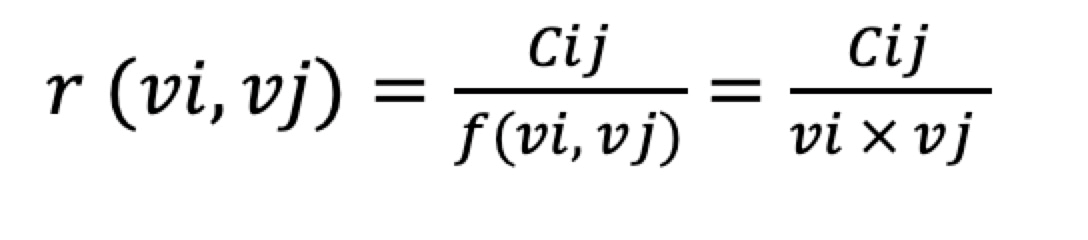 r (vi, vj) = Cij / f(vi, vj) = Cij / vi × vj